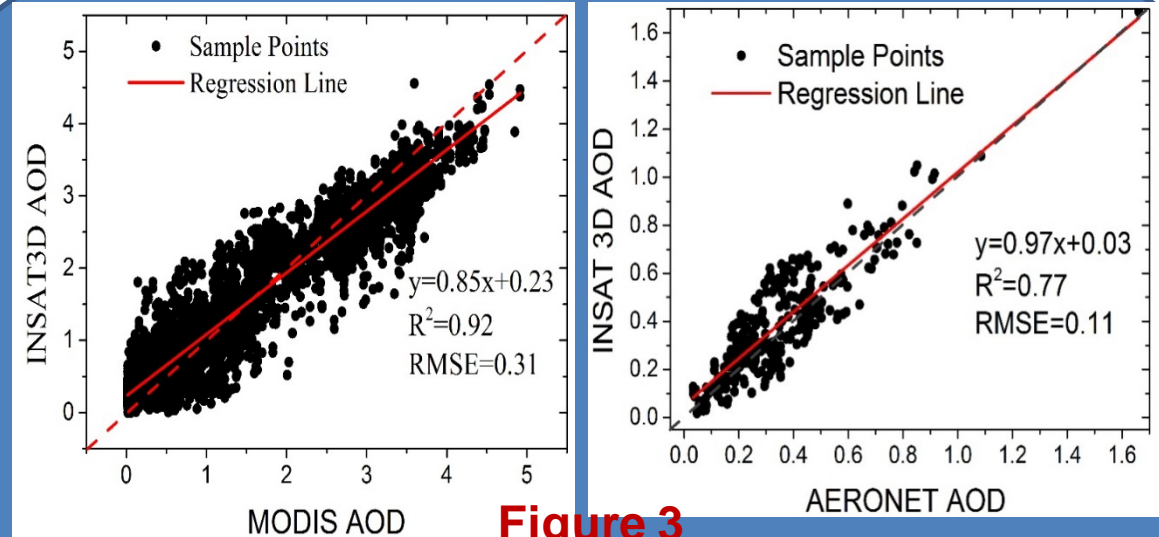 INSAT3D AOD
5
4
3
2
1
0
Sample Points
Regression Line
y=0.85x+0.23
R²=0.92
RMSE=0.31
0 1 2 3 4 5
MODIS AOD
INSAT 3D AOD
1.6
1.4
1.2
1.0
0.8
0.6
0.4
0.2
0.0
Sample Points
Regression Line
y=0.97x+0.03
R²=0.77
RMSE=0.11
0.0 0.2 0.4 0.6 0.8 1.0 1.2 1.4 1.6
AERONET AOD
Figure 3